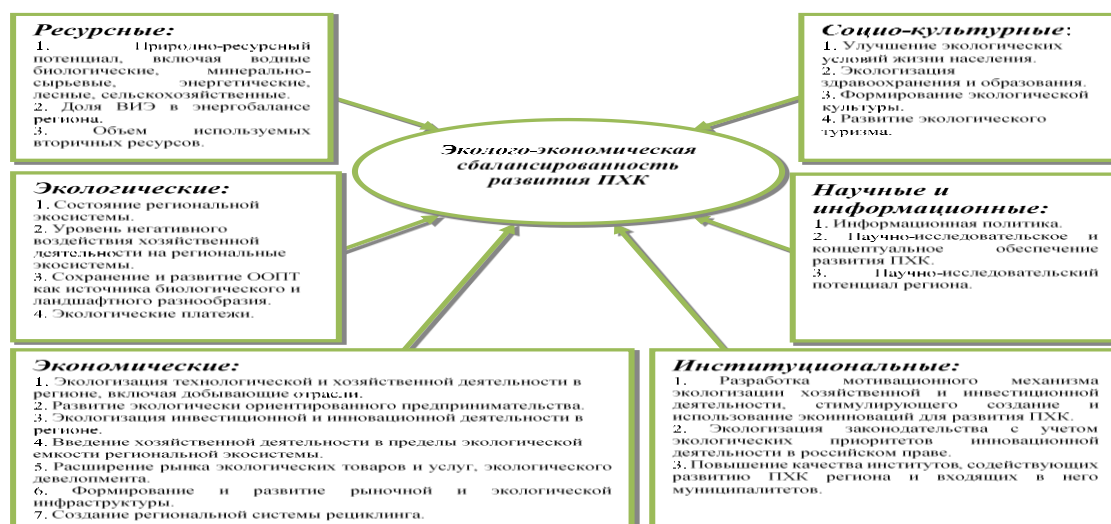 Ресурсные:
1. Природно-ресурсный
потенциал, включая водные
биологические, минерально-
сырьевые, энергетические,
лесные, сельскохозяйственные.
2. Доля ВИЭ в энергобалансе
региона.
3. Объем используемых
вторичных ресурсов.
Социо-культурные:
1. Улучшение экологических
условий жизни населения.
2. Экологизация
здравоохранения и образования.
3. Формирование экологической
культуры.
4. Развитие экологического
туризма.
Эколого-экономическая
сбалансированность
развития ПХК
Экологические:
1. Состояние региональной
экосистемы.
2. Уровень негативного
воздействия хозяйственной
деятельности на региональные
экосистемы.
3. Сохранение и развитие ООПТ
как источника биологического и
ландшафтного разнообразия.
4. Экологические платежи.
Научные и
информационные:
1. Информационная политика.
2. Научно-исследовательское и
концептуальное обеспечение
развития ПХК.
3. Научно-исследовательский
потенциал региона.
Экономические:
1. Экологизация технологической и хозяйственной деятельности в
регионе, включая добывающие отрасли.
2. Развитие экологически ориентированного предпринимательства.
3. Экологизация инвестиционной и инновационной деятельности в
регионе.
4. Введение хозяйственной деятельности в пределы экологической
емкости региональной экосистемы.
5. Расширение рынка экологических товаров и услуг, экологического
девелопмента.
6. Формирование и развитие рыночной и экологической
инфраструктуры.
7. Создание региональной системы рециклинга.
Институциональные:
1. Разработка мотивационного механизма
экологизации хозяйственной и инвестиционной
деятельности, стимулирующего создание и
использование экоинноваций для развития ПХК.
2. Экологизация законодательства с учетом
экологических приоритетов инновационной
деятельности в российском праве.
3. Повышение качества институтов, содействующих
развитию ПХК региона и входящих в него
муниципалитетов.